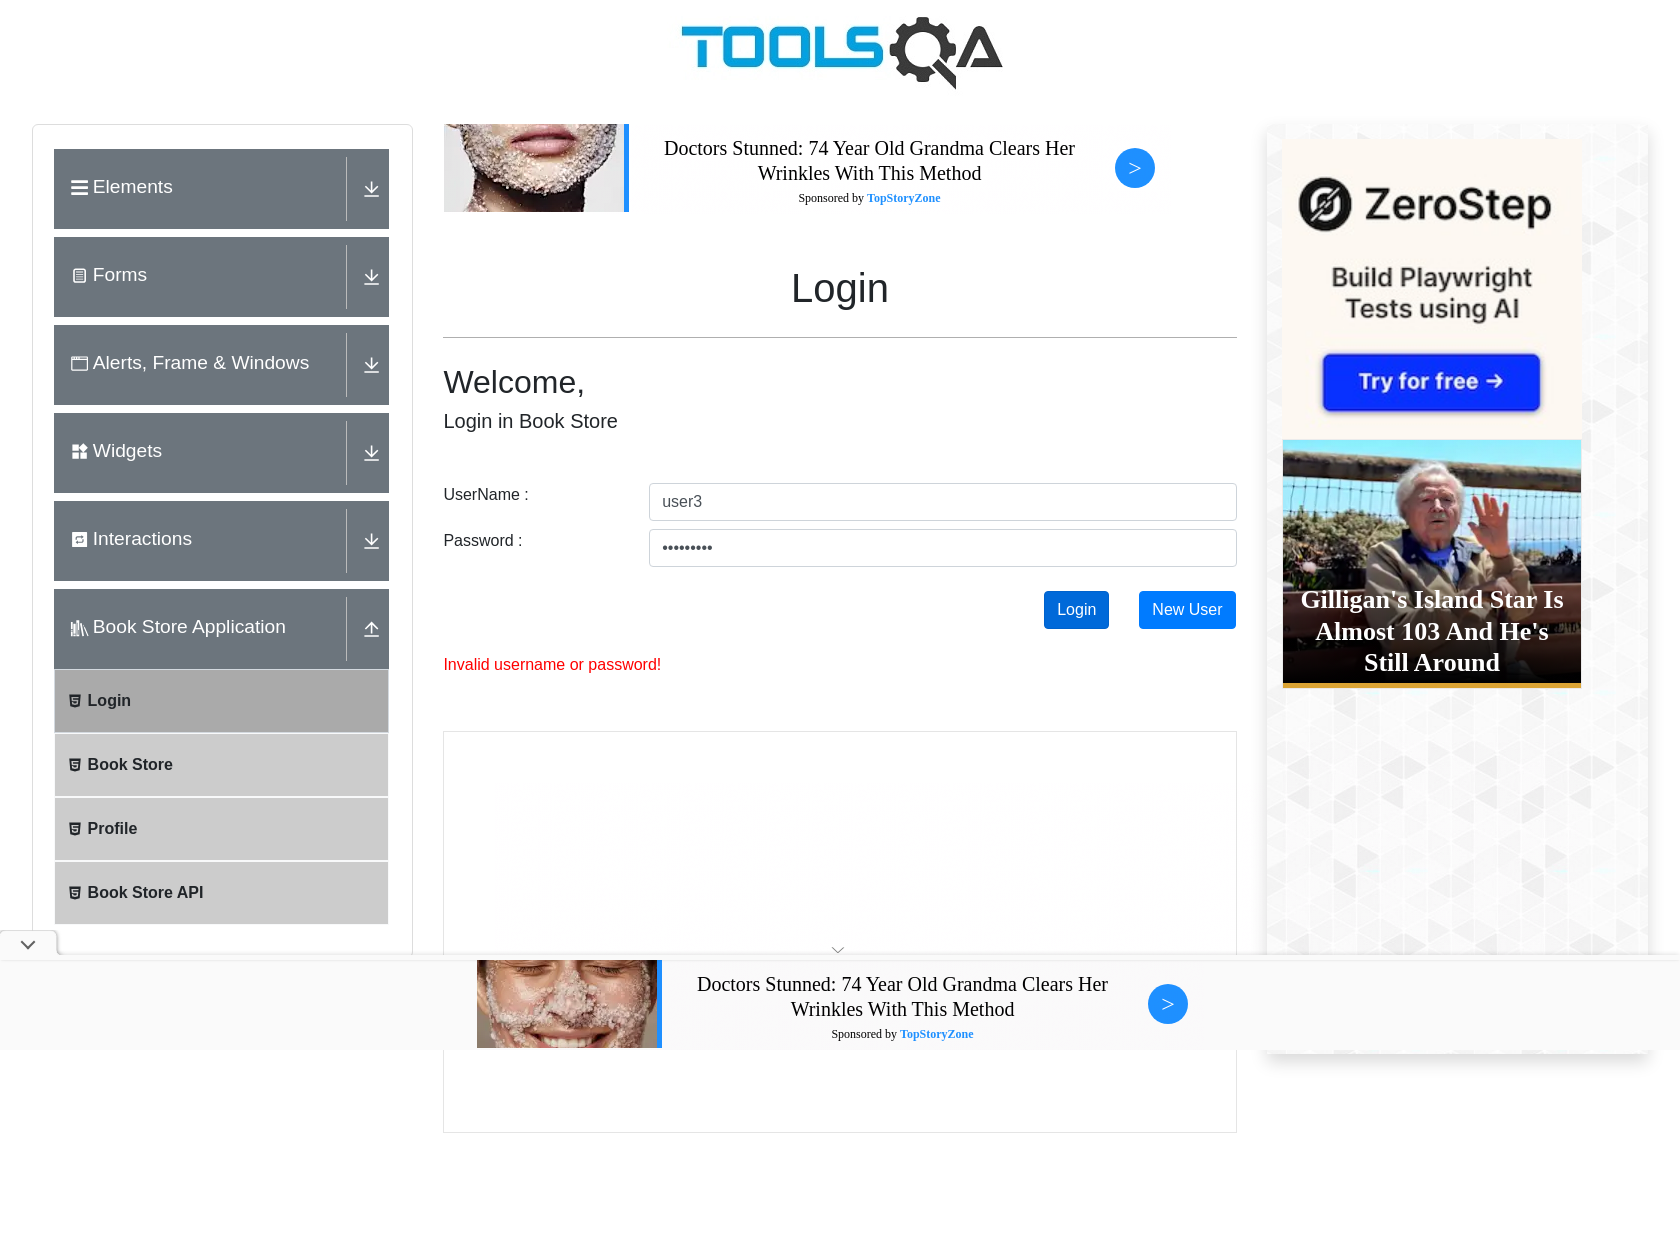 TOOLSQA
Elements
Forms
Alerts, Frame & Windows
Widgets
Interactions
Book Store Application
Login
Book Store
Profile
Book Store API
Doctors Stunned: 74 Year Old Grandma Clears Her
Wrinkles With This Method
Sponsored by TopStoryZone
>
Login
Welcome,
Login in Book Store
UserName :
user3
Password :
•••••••••
Login
New User
Invalid username or password!
ZeroStep
Build Playwright
Tests using AI
Try for free →
Gilligan's Island Star Is
Almost 103 And He's
Still Around
Doctors Stunned: 74 Year Old Grandma Clears Her
Wrinkles With This Method
Sponsored by TopStoryZone
>